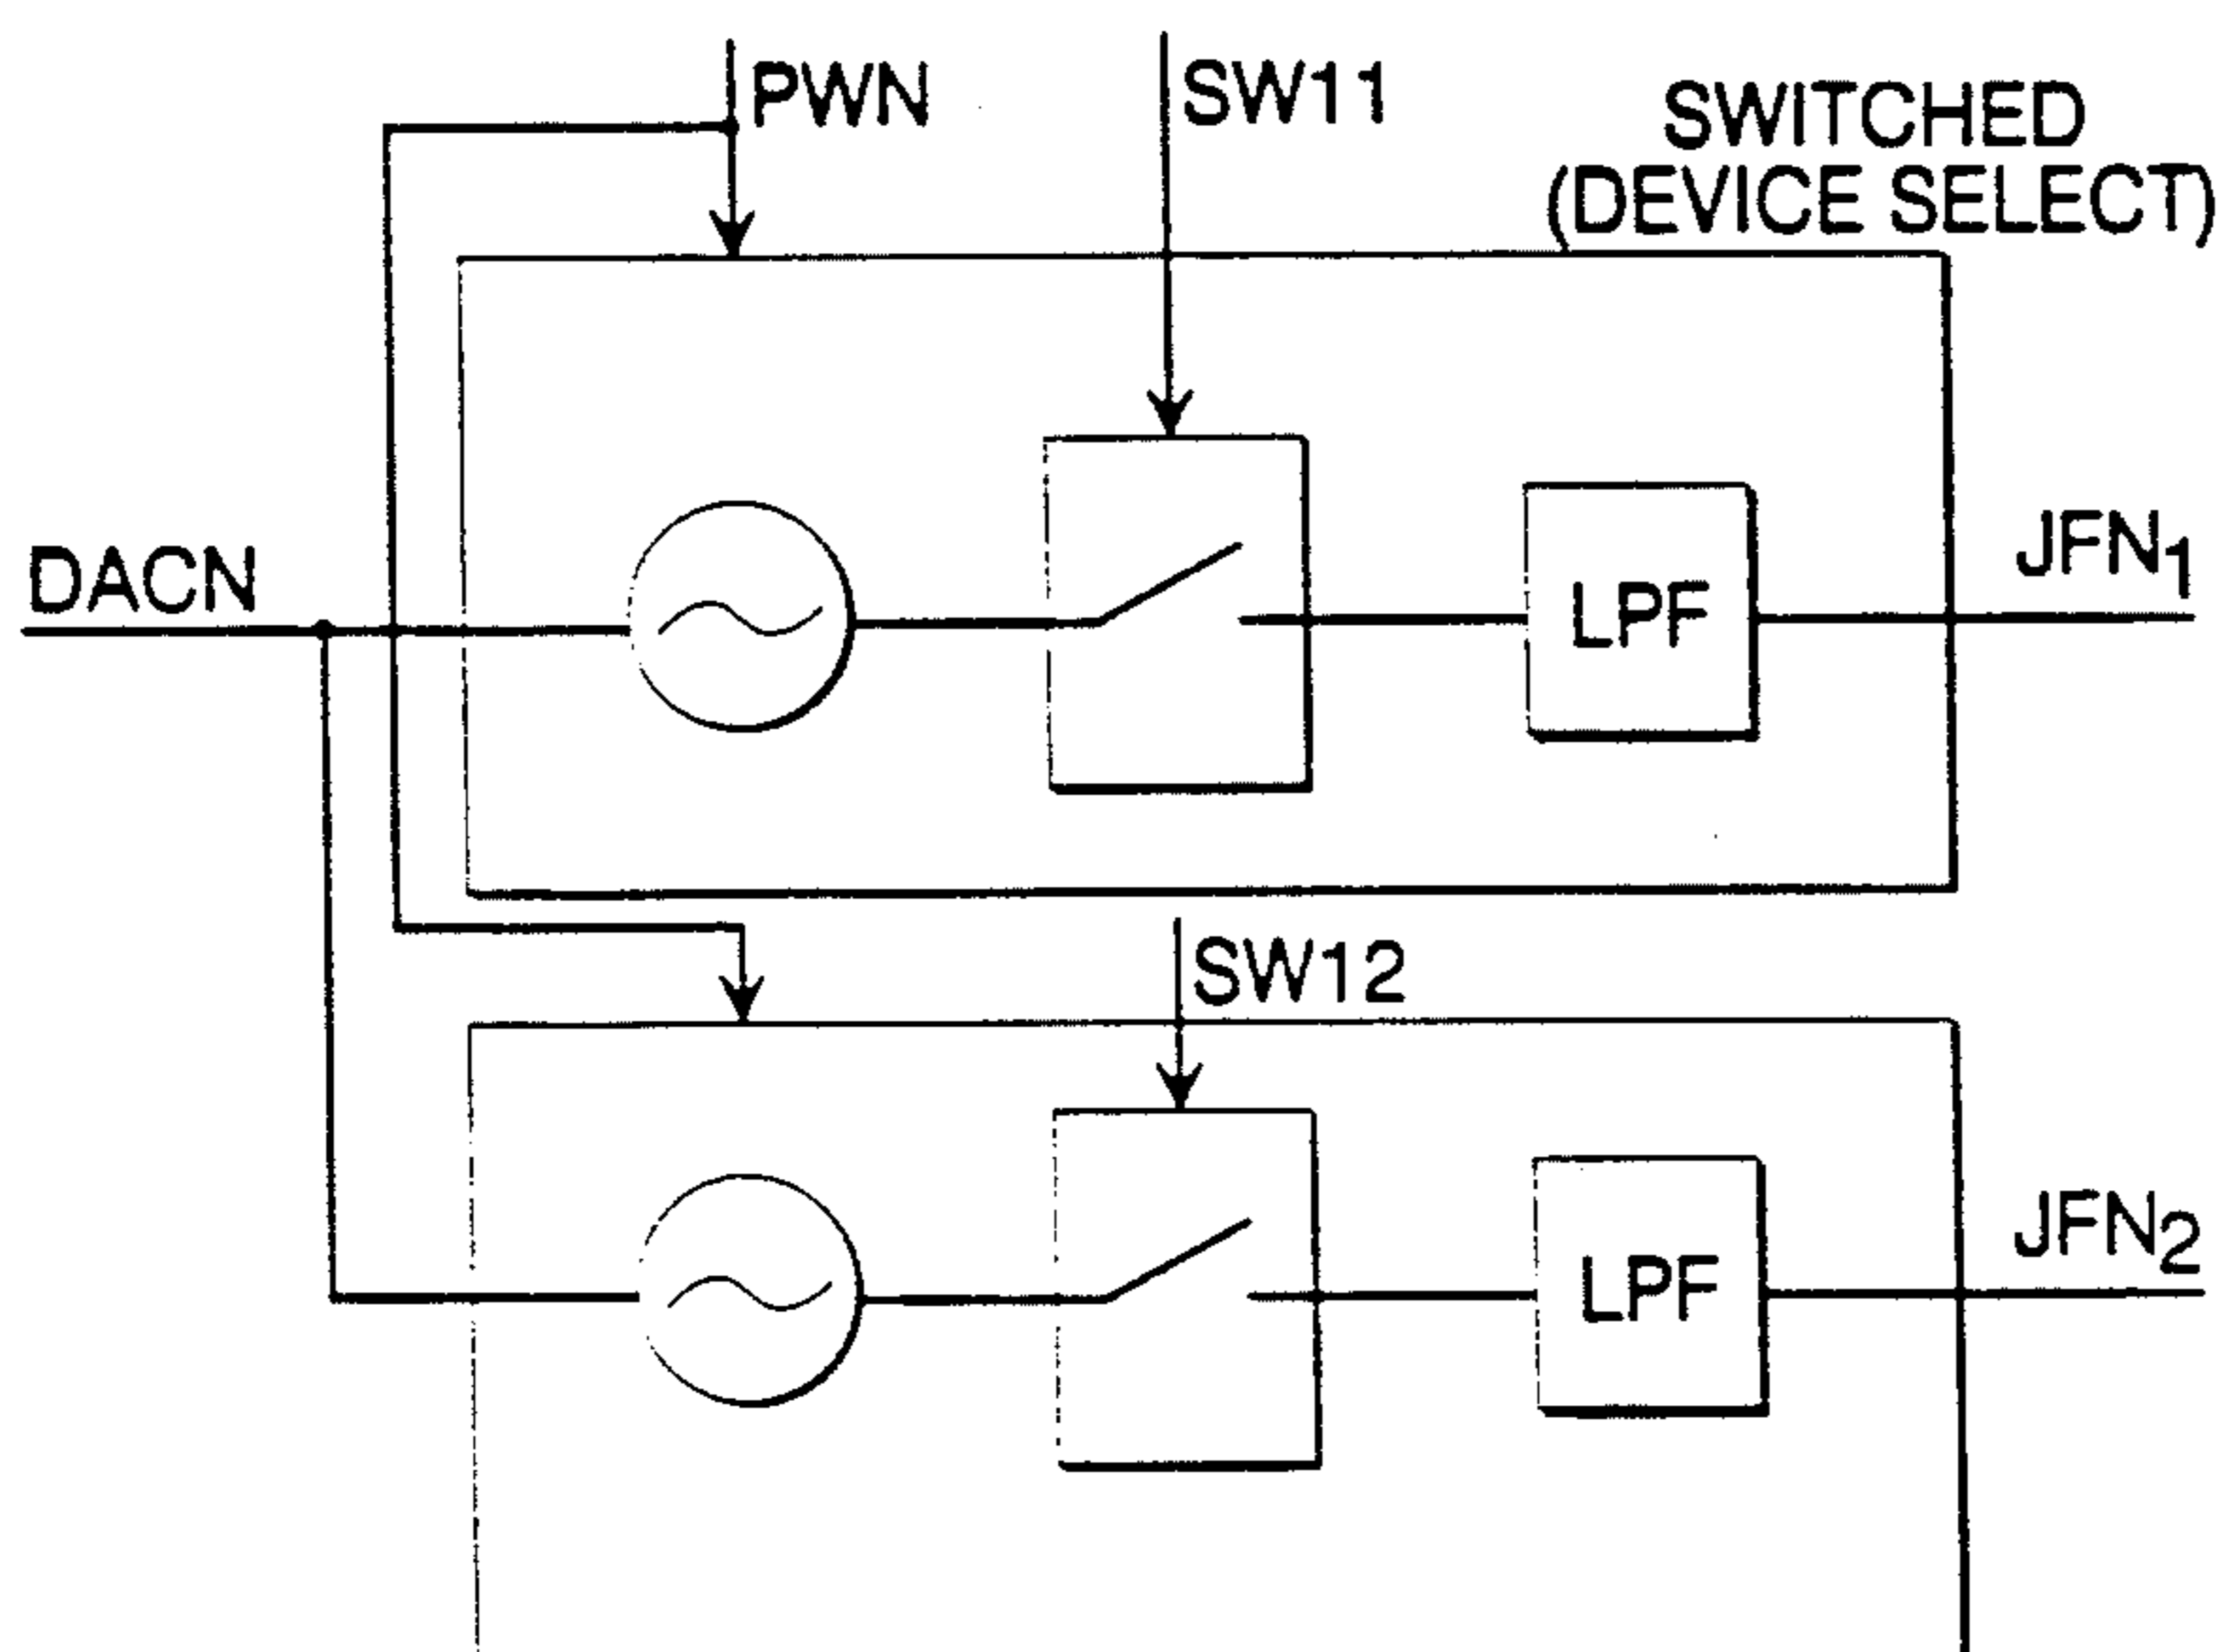 PWN
SW11
SWITCHED
(DEVICE SELECT)
DACN
LPF
JFN1
SW12
LPF
JFN2